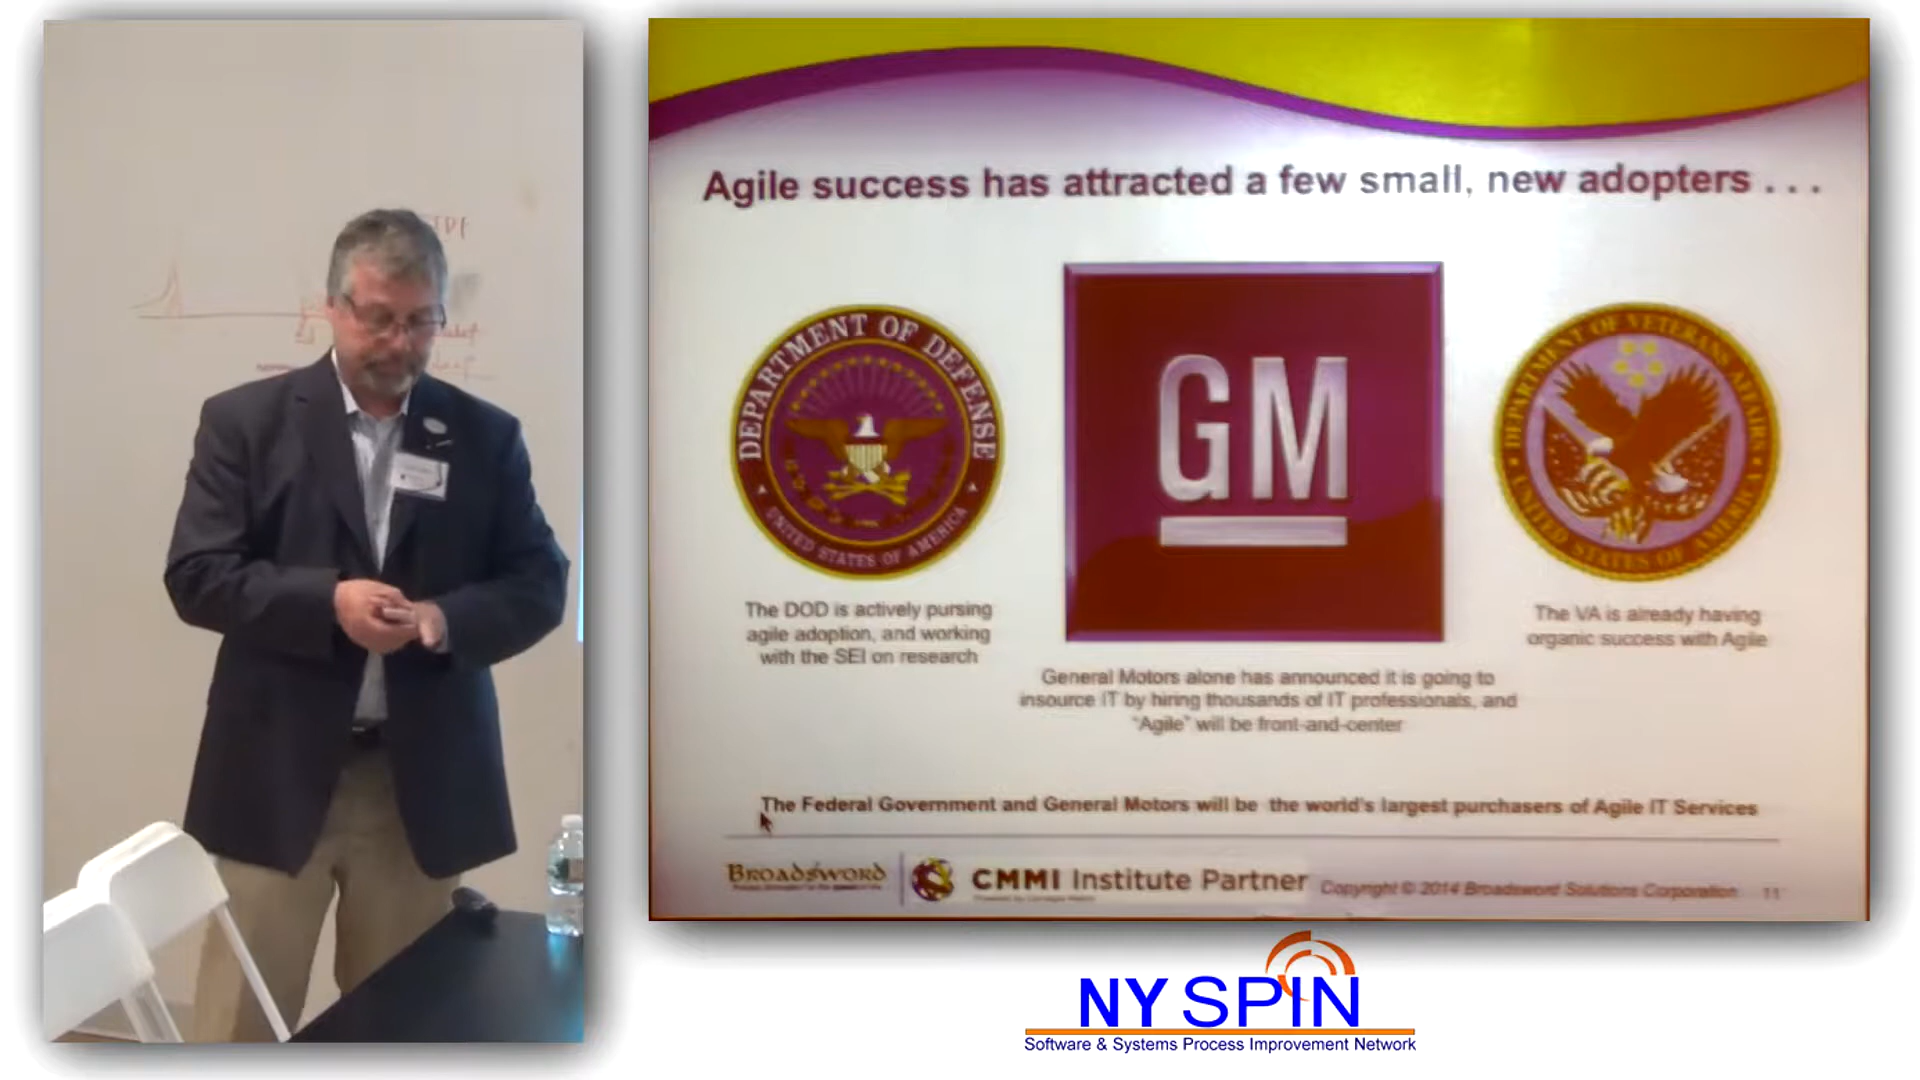 Agile success has attracted a few small, new adopters . . .
DEPARTMENT OF DEFENSE
UNITED STATES OF AMERICA
GM
DEPARTMENT OF VETERANS AFFAIRS
UNITED STATES OF AMERICA
The DOD is actively pursing
agile adoption, and working
with the SEI on research
General Motors alone has announced it is going to
insource IT by hiring thousands of IT professionals, and
"Agile" will be front-and-center
The VA is already having
organic success with Agile
The Federal Government and General Motors will be the world's largest purchasers of Agile IT Services
BROADSWORD
CMMI Institute Partner
Copyright © 2014 Broadsword Solutions Corporation 11
NY SPIN
Software & Systems Process Improvement Network